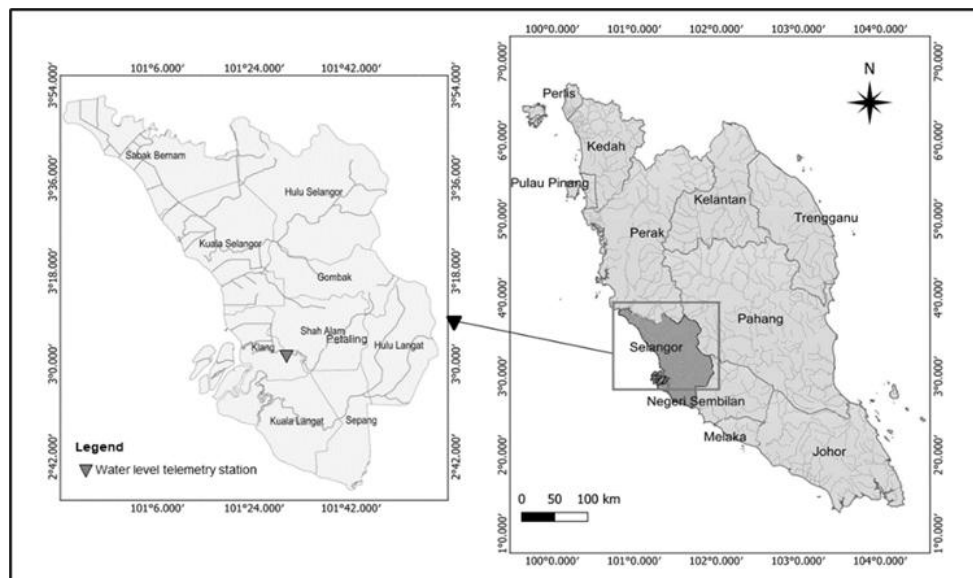 101°6.000' 101°24.000' 101°42.000'
3°54.000'
3°36.000'
3°18.000'
3°0.000'
2°42.000'
Sabak Bernam
Hulu Selangor
Kuala Selangor
Gombak
Shah Alam
Petaling
Hulu Langat
Klang
Kuala Langat
Sepang
Legend
Water level telemetry station
3°54.000'
3°36.000'
3°18.000'
3°0.000'
2°42.000'
101°6.000' 101°24.000' 101°42.000'
100°0.000' 101°0.000' 102°0.000' 103°0.000' 104°0.000'
7°0.000'
6°0.000'
5°0.000'
4°0.000'
3°0.000'
2°0.000'
1°0.000'
N
Perlis
Kedah
Pulau Pinang
Kelantan
Trengganu
Perak
Pahang
Selangor
Negeri Sembilan
Melaka
Johor
0 50 100 km
7°0.000'
6°0.000'
5°0.000'
4°0.000'
3°0.000'
2°0.000'
1°0.000'
100°0.000' 101°0.000' 102°0.000' 103°0.000' 104°0.000'